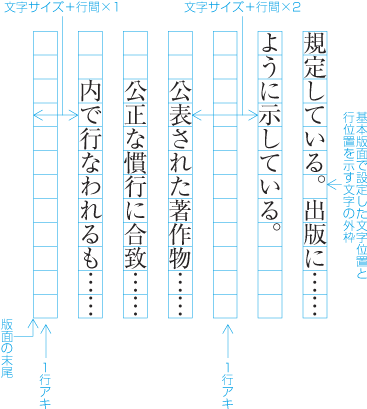 文字サイズ＋行間×1
文字サイズ＋行間×2
基本版面で設定した文字位置と
行位置を示す文字の外枠
規定している。出版に……
ように示している。
公表された著作物……
公正な慣行に合致……
内で行なわれるも……
1行アキ
1行アキ
版面の末尾